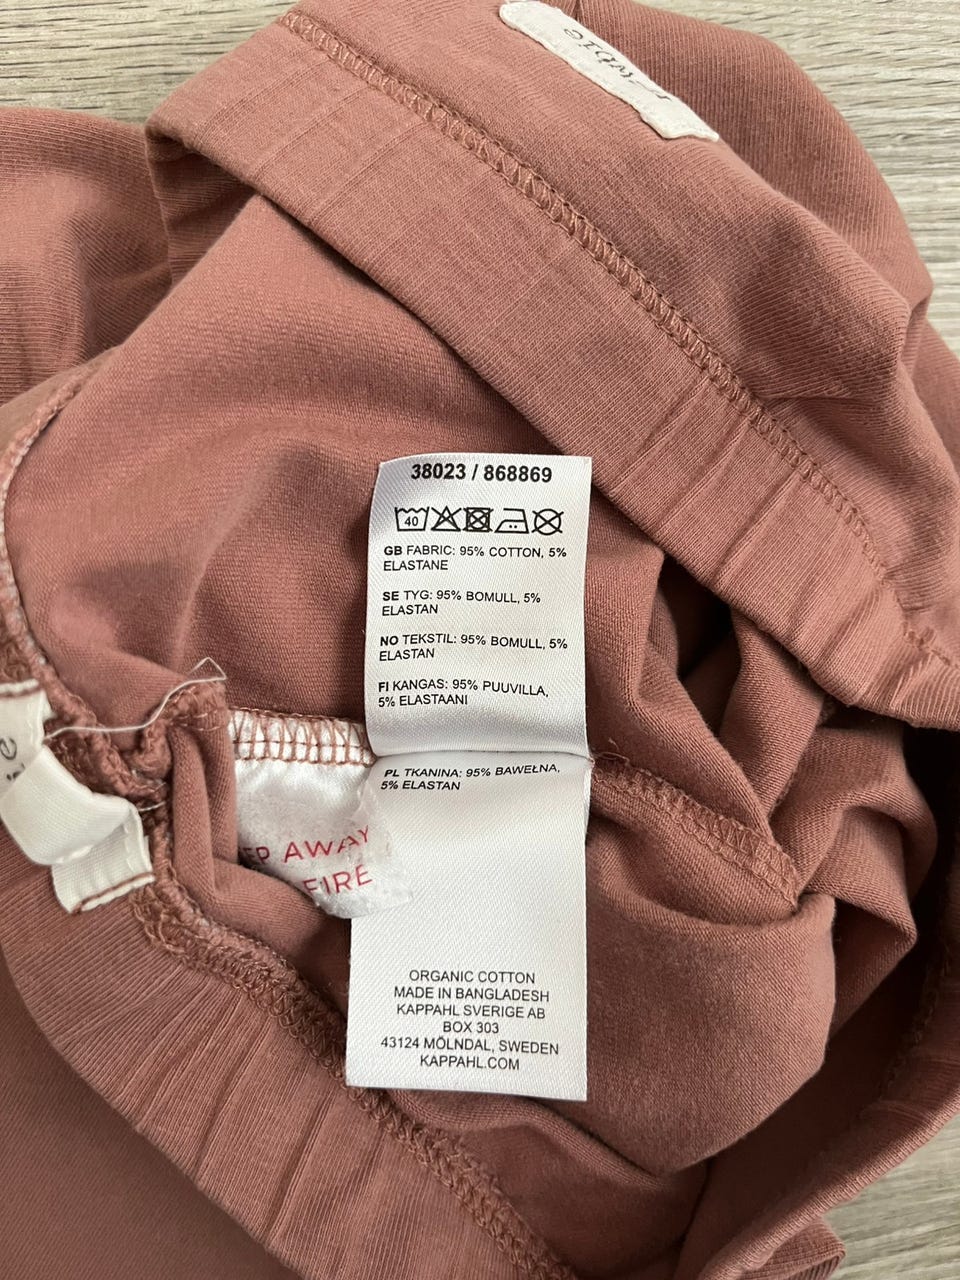 38023 / 868869
40
GB FABRIC: 95% COTTON, 5%
ELASTANE
SE TYG: 95% BOMULL, 5%
ELASTAN
NO TEKSTIL: 95% BOMULL, 5%
ELASTAN
FI KANGAS: 95% PUUVILLA,
5% ELASTAANI
PL TKANINA: 95% BAWEŁNA,
5% ELASTAN
EP AWAY
FIRE
ORGANIC COTTON
MADE IN BANGLADESH
KAPPAHL SVERIGE AB
BOX 303
43124 MÖLNDAL, SWEDEN
KAPPAHL.COM